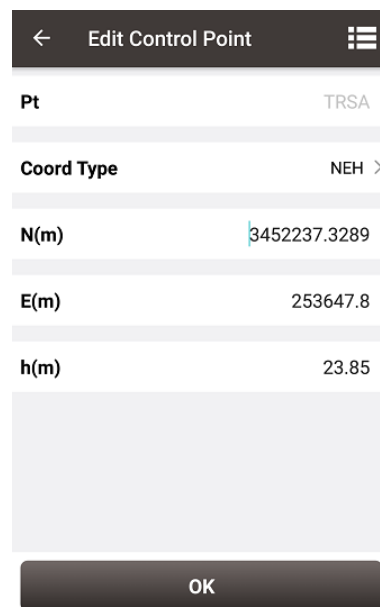 Edit Control Point
Pt TRSA
Coord Type NEH
N(m) 3452237.3289
E(m) 253647.8
h(m) 23.85
OK